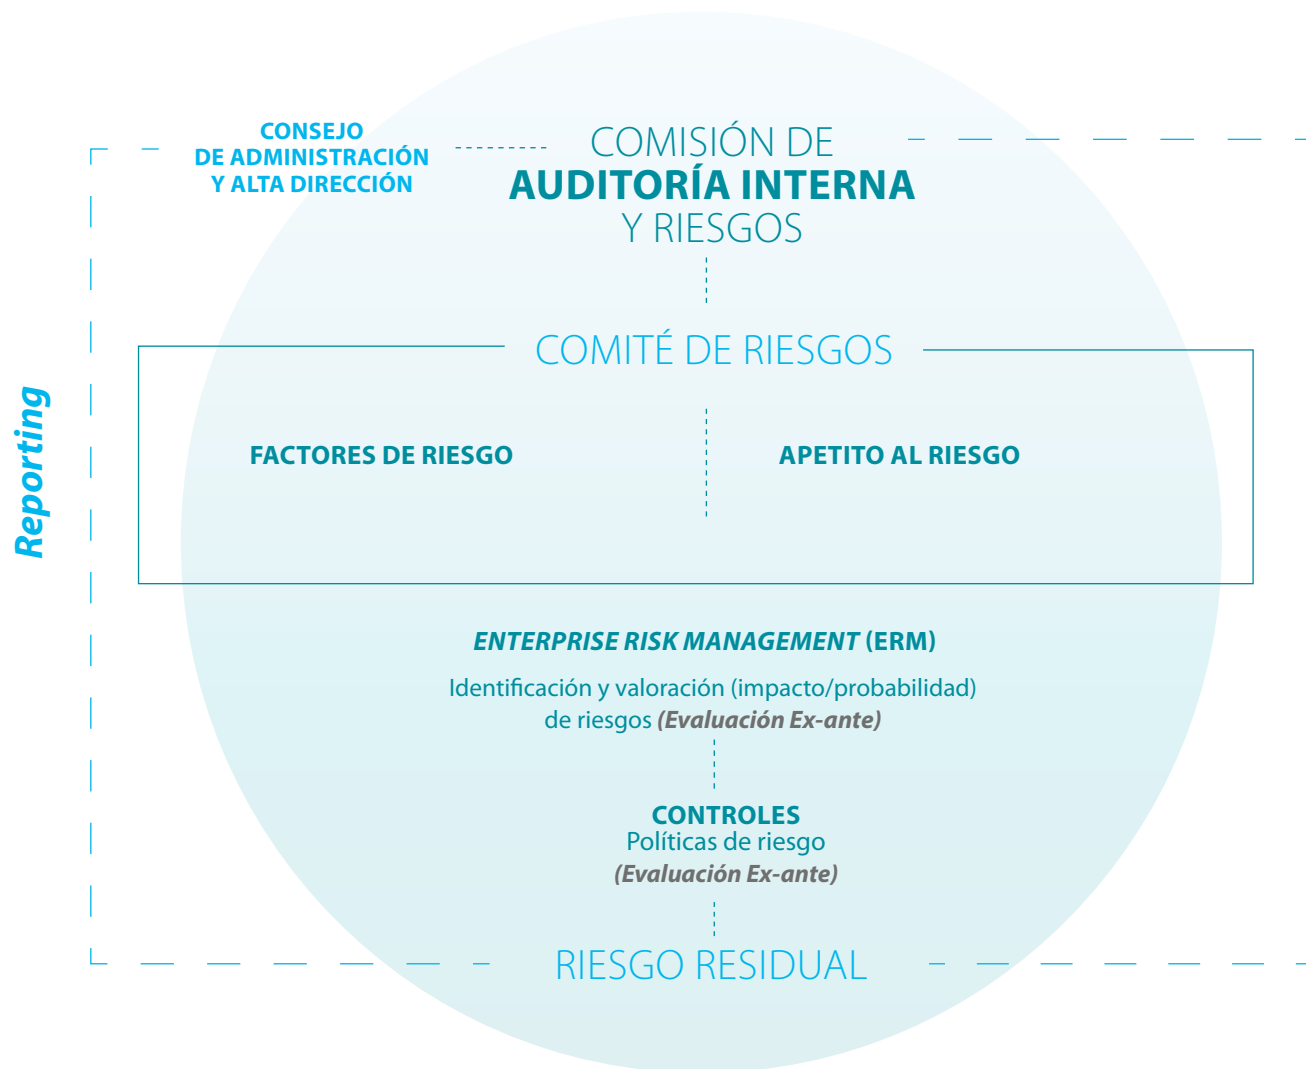 CONSEJO
DE ADMINISTRACIÓN
Y ALTA DIRECCIÓN
COMISIÓN DE
AUDITORÍA INTERNA
Y RIESGOS
COMITÉ DE RIESGOS
Reporting
FACTORES DE RIESGO
APETITO AL RIESGO
ENTERPRISE RISK MANAGEMENT (ERM)
Identificación y valoración (impacto/probabilidad)
de riesgos (Evaluación Ex-ante)
CONTROLES
Políticas de riesgo
(Evaluación Ex-ante)
RIESGO RESIDUAL